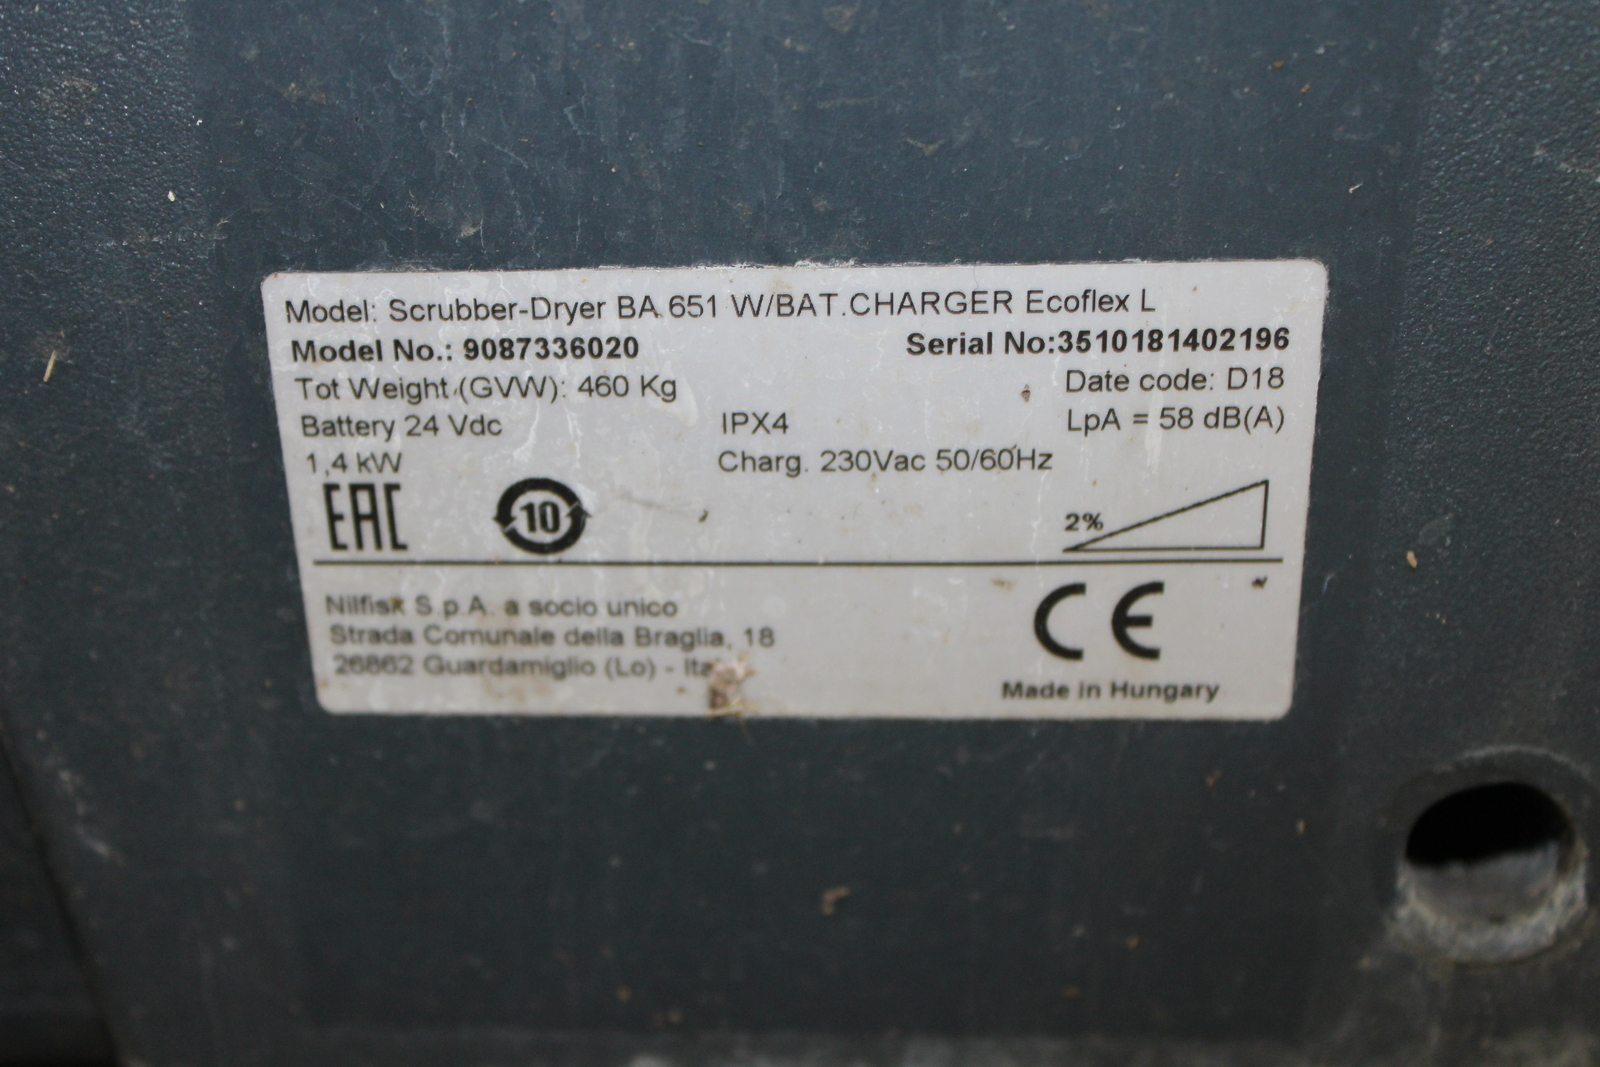 Model: Scrubber-Dryer BA 651 W/BAT.CHARGER Ecoflex L
Model No.: 9087336020 Serial No:3510181402196
Tot Weight (GVW): 460 Kg Date code: D18
Battery 24 Vdc IPX4 LpA = 58 dB(A)
1,4 kW Charg. 230Vac 50/60Hz
EAC 10 2%
Nilfisk S.p.A. a socio unico
Strada Comunale della Braglia, 18
26862 Guardamiglio (Lo) -
CE
Made in Hungary